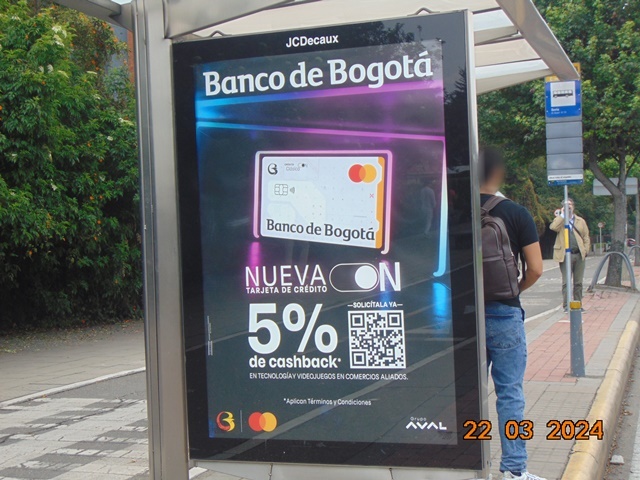 JCDecaux
Banco de Bogotá
Banco de Bogotá
NUEVA ON
TARJETA DE CRÉDITO
5%
de cashback*
SOLICÍTALA YA
EN TECNOLOGÍA Y VIDEOJUEGOS EN COMERCIOS ALIADOS.
*Aplican Términos y Condiciones
Grupo
AVAL
22 03 2024